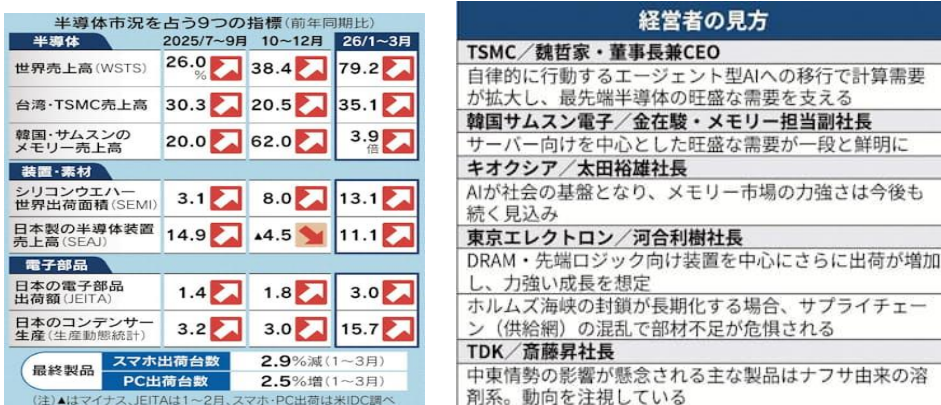 半導体市況を占う9つの指標(前年同期比)
半導体 2025/7~9月 10~12月 26/1~3月
世界売上高(WSTS) 26.0% 38.4 79.2
台湾・TSMC売上高 30.3 20.5 35.1
韓国・サムスンの
メモリー売上高 20.0 62.0 3.9倍
装置・素材
シリコンウエハー
世界出荷面積(SEMI) 3.1 8.0 13.1
日本製の半導体装置
売上高(SEAJ) 14.9 ▲4.5 11.1
電子部品
日本の電子部品
出荷額(JEITA) 1.4 1.8 3.0
日本のコンデンサー
生産(生産動態統計) 3.2 3.0 15.7
最終製品
スマホ出荷台数 2.9%減(1~3月)
PC出荷台数 2.5%増(1~3月)
(注)▲はマイナス、JEITAは1~2月、スマホ・PC出荷は米IDC調べ
経営者の見方
TSMC/魏哲家・董事長兼CEO
自律的に行動するエージェント型AIへの移行で計算需要
が拡大し、最先端半導体の旺盛な需要を支える
韓国サムスン電子/金在駿・メモリー担当副社長
サーバー向けを中心とした旺盛な需要が一段と鮮明に
キオクシア/太田裕雄社長
AIが社会の基盤となり、メモリー市場の力強さは今後も
続く見込み
東京エレクトロン/河合利樹社長
DRAM・先端ロジック向け装置を中心にさらに出荷が増加
し、力強い成長を想定
ホルムズ海峡の封鎖が長期化する場合、サプライチェー
ン(供給網)の混乱で部材不足が危惧される
TDK/斎藤昇社長
中東情勢の影響が懸念される主な製品はナフサ由来の溶
剤系。動向を注視している